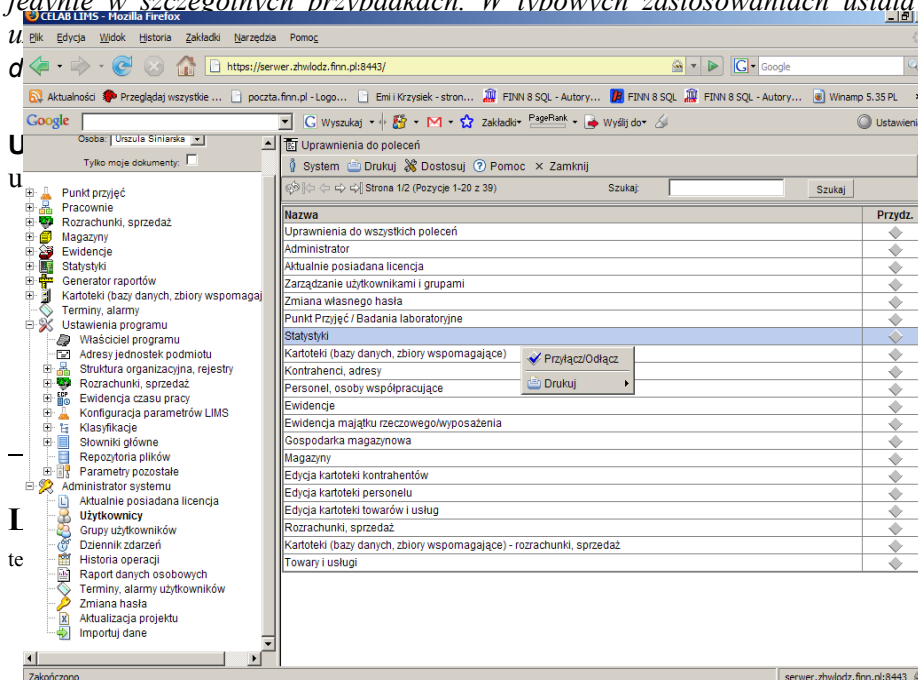 jedynie w szczególnych przypadkach. W typowych zastosowaniach ustala
CELAB LIMS - Mozilla Firefox
u
Plik Edycja Widok Historia Zakładki Narzędzia Pomoc
d
https://serwer.zhwlodz.finn.pl:8443/
Google
Aktualności Przeglądaj wszystkie ... poczta.finn.pl - Logo... Emi i Krzysiek - stron... FINN 8 SQL - Autory... FINN 8 SQL FINN 8 SQL - Autory... Winamp 5.35 PL
Google Wyszukaj Zakładki PageRank Wyślij do Ustawieni
U
Osoba: Urszula Siniarska
Tylko moje dokumenty:
u
Punkt przyjęć
Pracownie
Rozrachunki, sprzedaż
Magazyny
Ewidencje
Statystyki
Generator raportów
Kartoteki (bazy danych, zbiory wspomagaj
Terminy, alarmy
Ustawienia programu
Właściciel programu
Adresy jednostek podmiotu
Struktura organizacyjna, rejestry
Rozrachunki, sprzedaż
Ewidencja czasu pracy
Konfiguracja parametrów LIMS
Klasyfikacje
Słowniki główne
Repozytoria plików
Parametry pozostałe
Administrator systemu
Aktualnie posiadana licencja
Użytkownicy
Grupy użytkowników
Dziennik zdarzeń
Historia operacji
Raport danych osobowych
Terminy, alarmy użytkowników
Zmiana hasła
Aktualizacja projektu
Importuj dane
L
te
Uprawnienia do poleceń
System Drukuj Dostosuj Pomoc Zamknij
Strona 1/2 (Pozycje 1-20 z 39) Szukaj: Szukaj
Nazwa Przydz.
Uprawnienia do wszystkich poleceń
Administrator
Aktualnie posiadana licencja
Zarządzanie użytkownikami i grupami
Zmiana własnego hasła
Punkt Przyjęć / Badania laboratoryjne
Statystyki
Kartoteki (bazy danych, zbiory wspomagające)
Kontrahenci, adresy
Personel, osoby współpracujące
Ewidencje
Ewidencja majątku rzeczowego/wyposażenia
Gospodarka magazynowa
Magazyny
Edycja kartoteki kontrahentów
Edycja kartoteki personelu
Edycja kartoteki towarów i usług
Rozrachunki, sprzedaż
Kartoteki (bazy danych, zbiory wspomagające) - rozrachunki, sprzedaż
Towary i usługi
Przyłącz/Odłącz
Drukuj
Zakończono
serwer.zhwlodz.finn.pl:8443